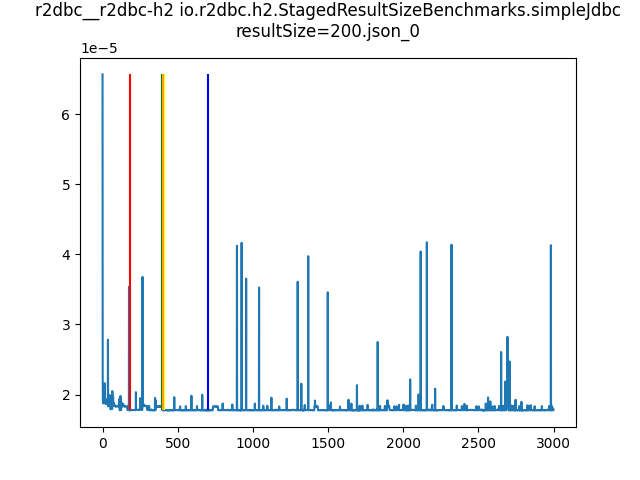 r2dbc__r2dbc-h2 io.r2dbc.h2.StagedResultSizeBenchmarks.simpleJdbc
resultSize=200.json_0
1e−5
6
5
4
3
2
0 500 1000 1500 2000 2500 3000